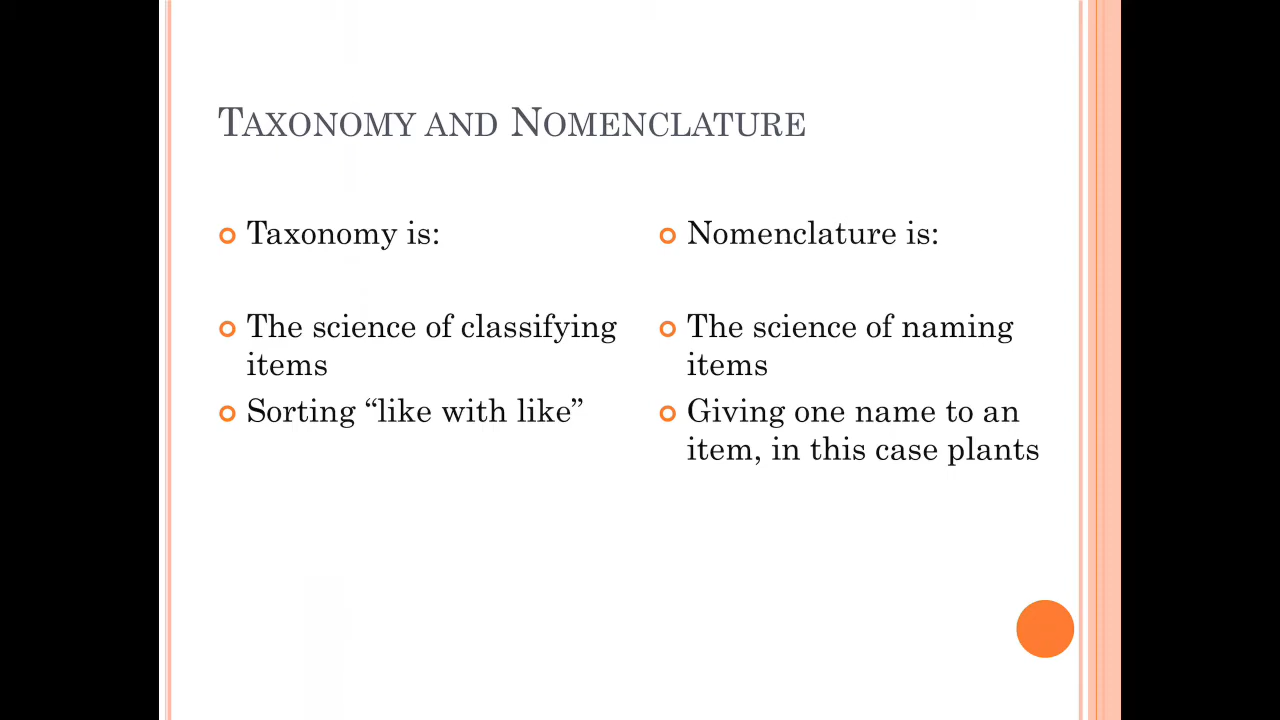 Taxonomy and Nomenclature
Taxonomy is:
The science of classifying
items
Sorting “like with like”
Nomenclature is:
The science of naming
items
Giving one name to an
item, in this case plants